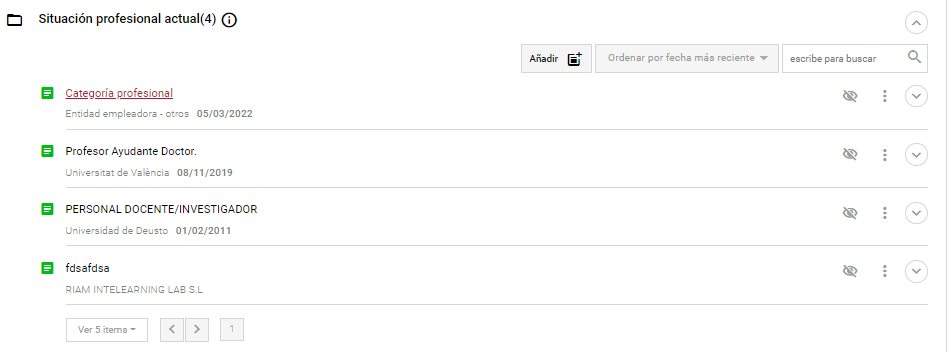 Situación profesional actual(4)
Añadir Ordenar por fecha más reciente escribe para buscar
Categoría profesional
Entidad empleadora - otros 05/03/2022
Profesor Ayudante Doctor.
Universitat de València 08/11/2019
PERSONAL DOCENTE/INVESTIGADOR
Universidad de Deusto 01/02/2011
fdsafdsa
RIAM INTELEARNING LAB S.L
Ver 5 items 1